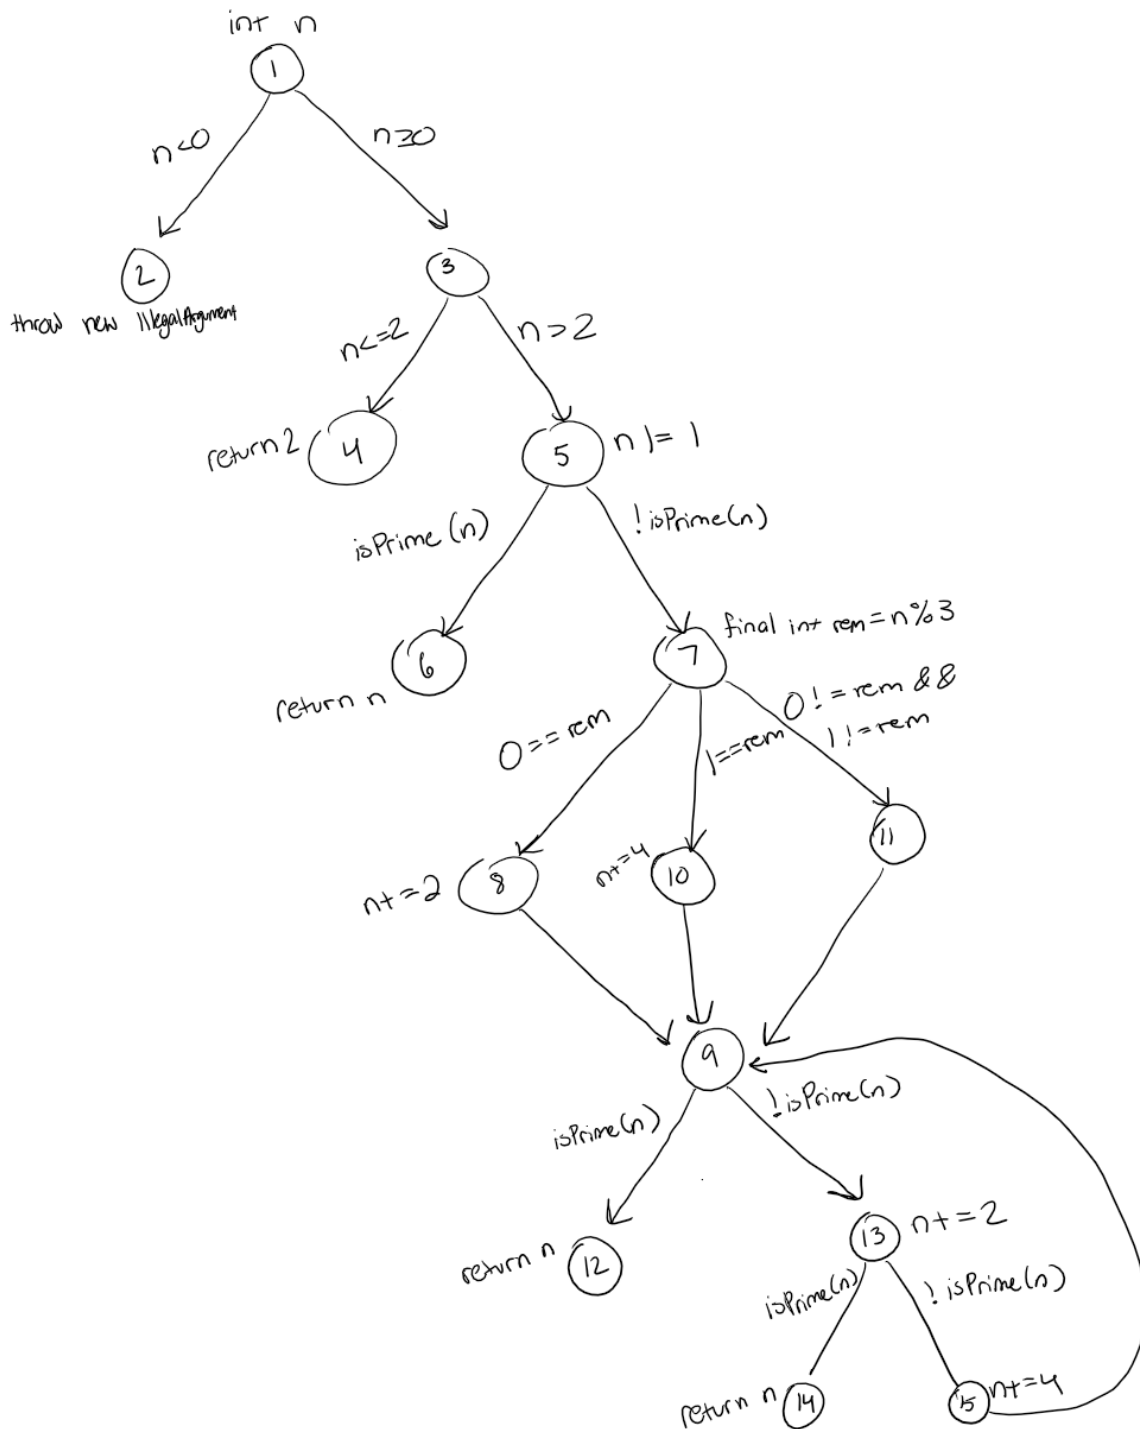 int n
1
n<0
n≥0
2
3
throw new IllegalArgument
n<=2
n>2
return 2
4
5
n |= 1
isPrime(n)
!isPrime(n)
6
7
final int rem = n%3
return n
0 == rem
1 == rem
0 != rem &&
1 != rem
n+=2
8
n+=4
10
11
9
isPrime(n)
!isPrime(n)
return n
12
13
n+=2
isPrime(n)
!isPrime(n)
return n
14
15
n+=4